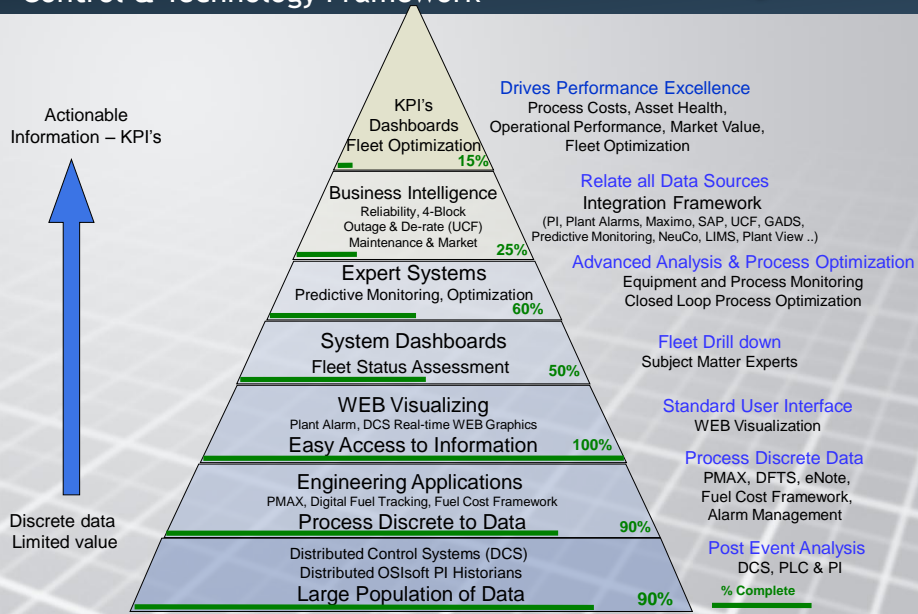 Control & Technology Framework
Actionable
Information – KPI's
Discrete data
Limited value
KPI's
Dashboards
Fleet Optimization
15%
Business Intelligence
Reliability, 4-Block
Outage & De-rate (UCF)
Maintenance & Market
25%
Expert Systems
Predictive Monitoring, Optimization
60%
System Dashboards
Fleet Status Assessment
50%
WEB Visualizing
Plant Alarm, DCS Real-time WEB Graphics
Easy Access to Information
100%
Engineering Applications
PMAX, Digital Fuel Tracking, Fuel Cost Framework
Process Discrete to Data
90%
Distributed Control Systems (DCS)
Distributed OSIsoft PI Historians
Large Population of Data
90%
Drives Performance Excellence
Process Costs, Asset Health,
Operational Performance, Market Value,
Fleet Optimization
Relate all Data Sources
Integration Framework
(PI, Plant Alarms, Maximo, SAP, UCF, GADS,
Predictive Monitoring, NeuCo, LIMS, Plant View ..)
Advanced Analysis & Process Optimization
Equipment and Process Monitoring
Closed Loop Process Optimization
Fleet Drill down
Subject Matter Experts
Standard User Interface
WEB Visualization
Process Discrete Data
PMAX, DFTS, eNote,
Fuel Cost Framework,
Alarm Management
Post Event Analysis
DCS, PLC & PI
% Complete